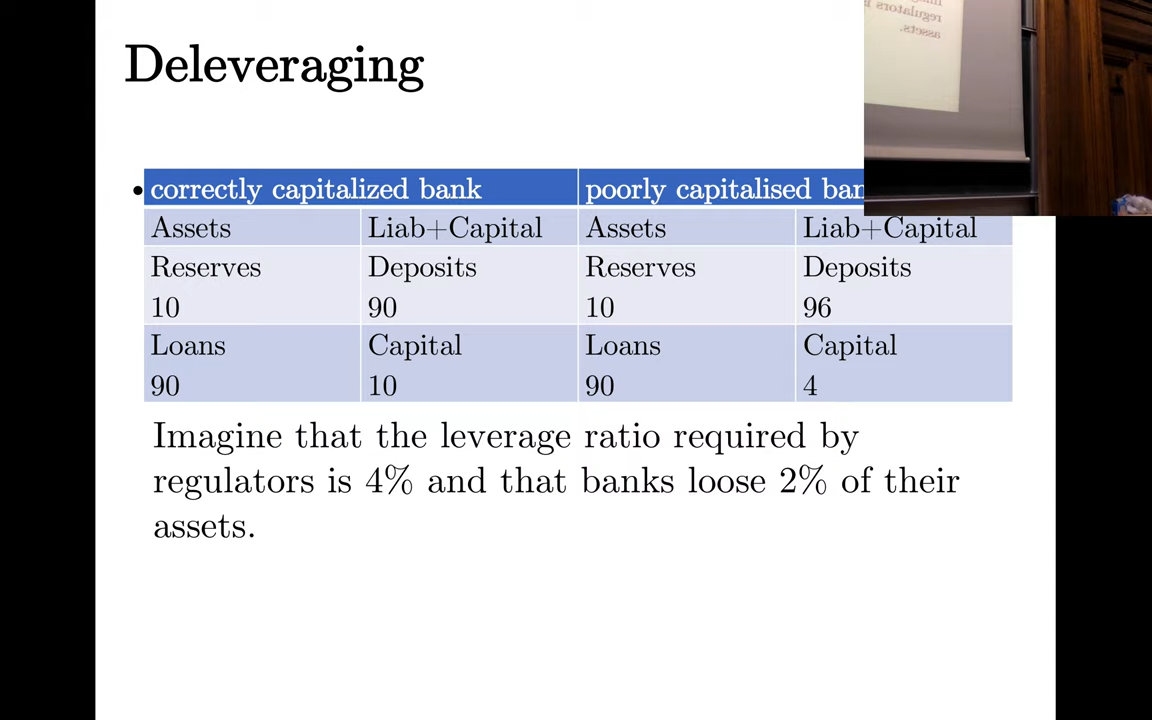 Deleveraging
regulators
assets.
• correctly capitalized bank poorly capitalised
Assets Liab+Capital Assets Liab+Capital
Reserves Deposits Reserves Deposits
10 90 10 96
Loans Capital Loans Capital
90 10 90 4
Imagine that the leverage ratio required by
regulators is 4% and that banks loose 2% of their
assets.